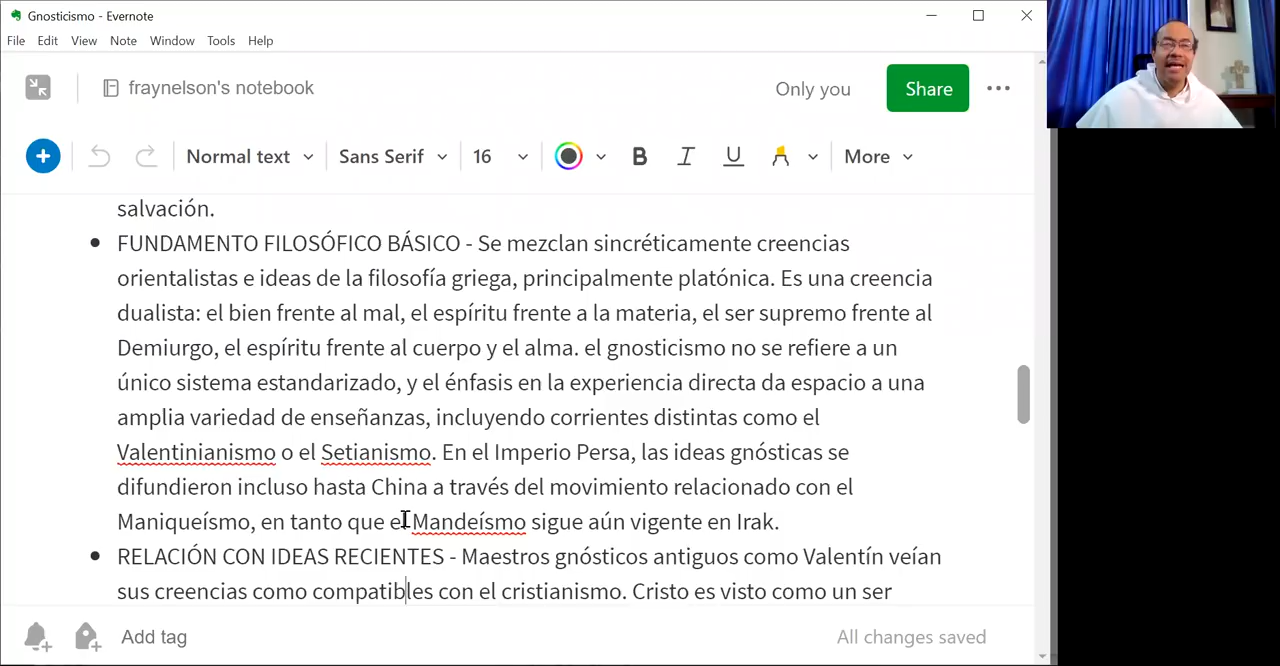 Gnosticismo - Evernote
File Edit View Note Window Tools Help
fraynelson's notebook
Only you
Share
Normal text
Sans Serif
16
B I U
More
salvación.
FUNDAMENTO FILOSÓFICO BÁSICO - Se mezclan sincréticamente creencias
orientalistas e ideas de la filosofía griega, principalmente platónica. Es una creencia
dualista: el bien frente al mal, el espíritu frente a la materia, el ser supremo frente al
Demiurgo, el espíritu frente al cuerpo y el alma. el gnosticismo no se refiere a un
único sistema estandarizado, y el énfasis en la experiencia directa da espacio a una
amplia variedad de enseñanzas, incluyendo corrientes distintas como el
Valentinianismo o el Setianismo. En el Imperio Persa, las ideas gnósticas se
difundieron incluso hasta China a través del movimiento relacionado con el
Maniqueísmo, en tanto que el Mandeísmo sigue aún vigente en Irak.
RELACIÓN CON IDEAS RECIENTES - Maestros gnósticos antiguos como Valentín veían
sus creencias como compatibles con el cristianismo. Cristo es visto como un ser
Add tag
All changes saved